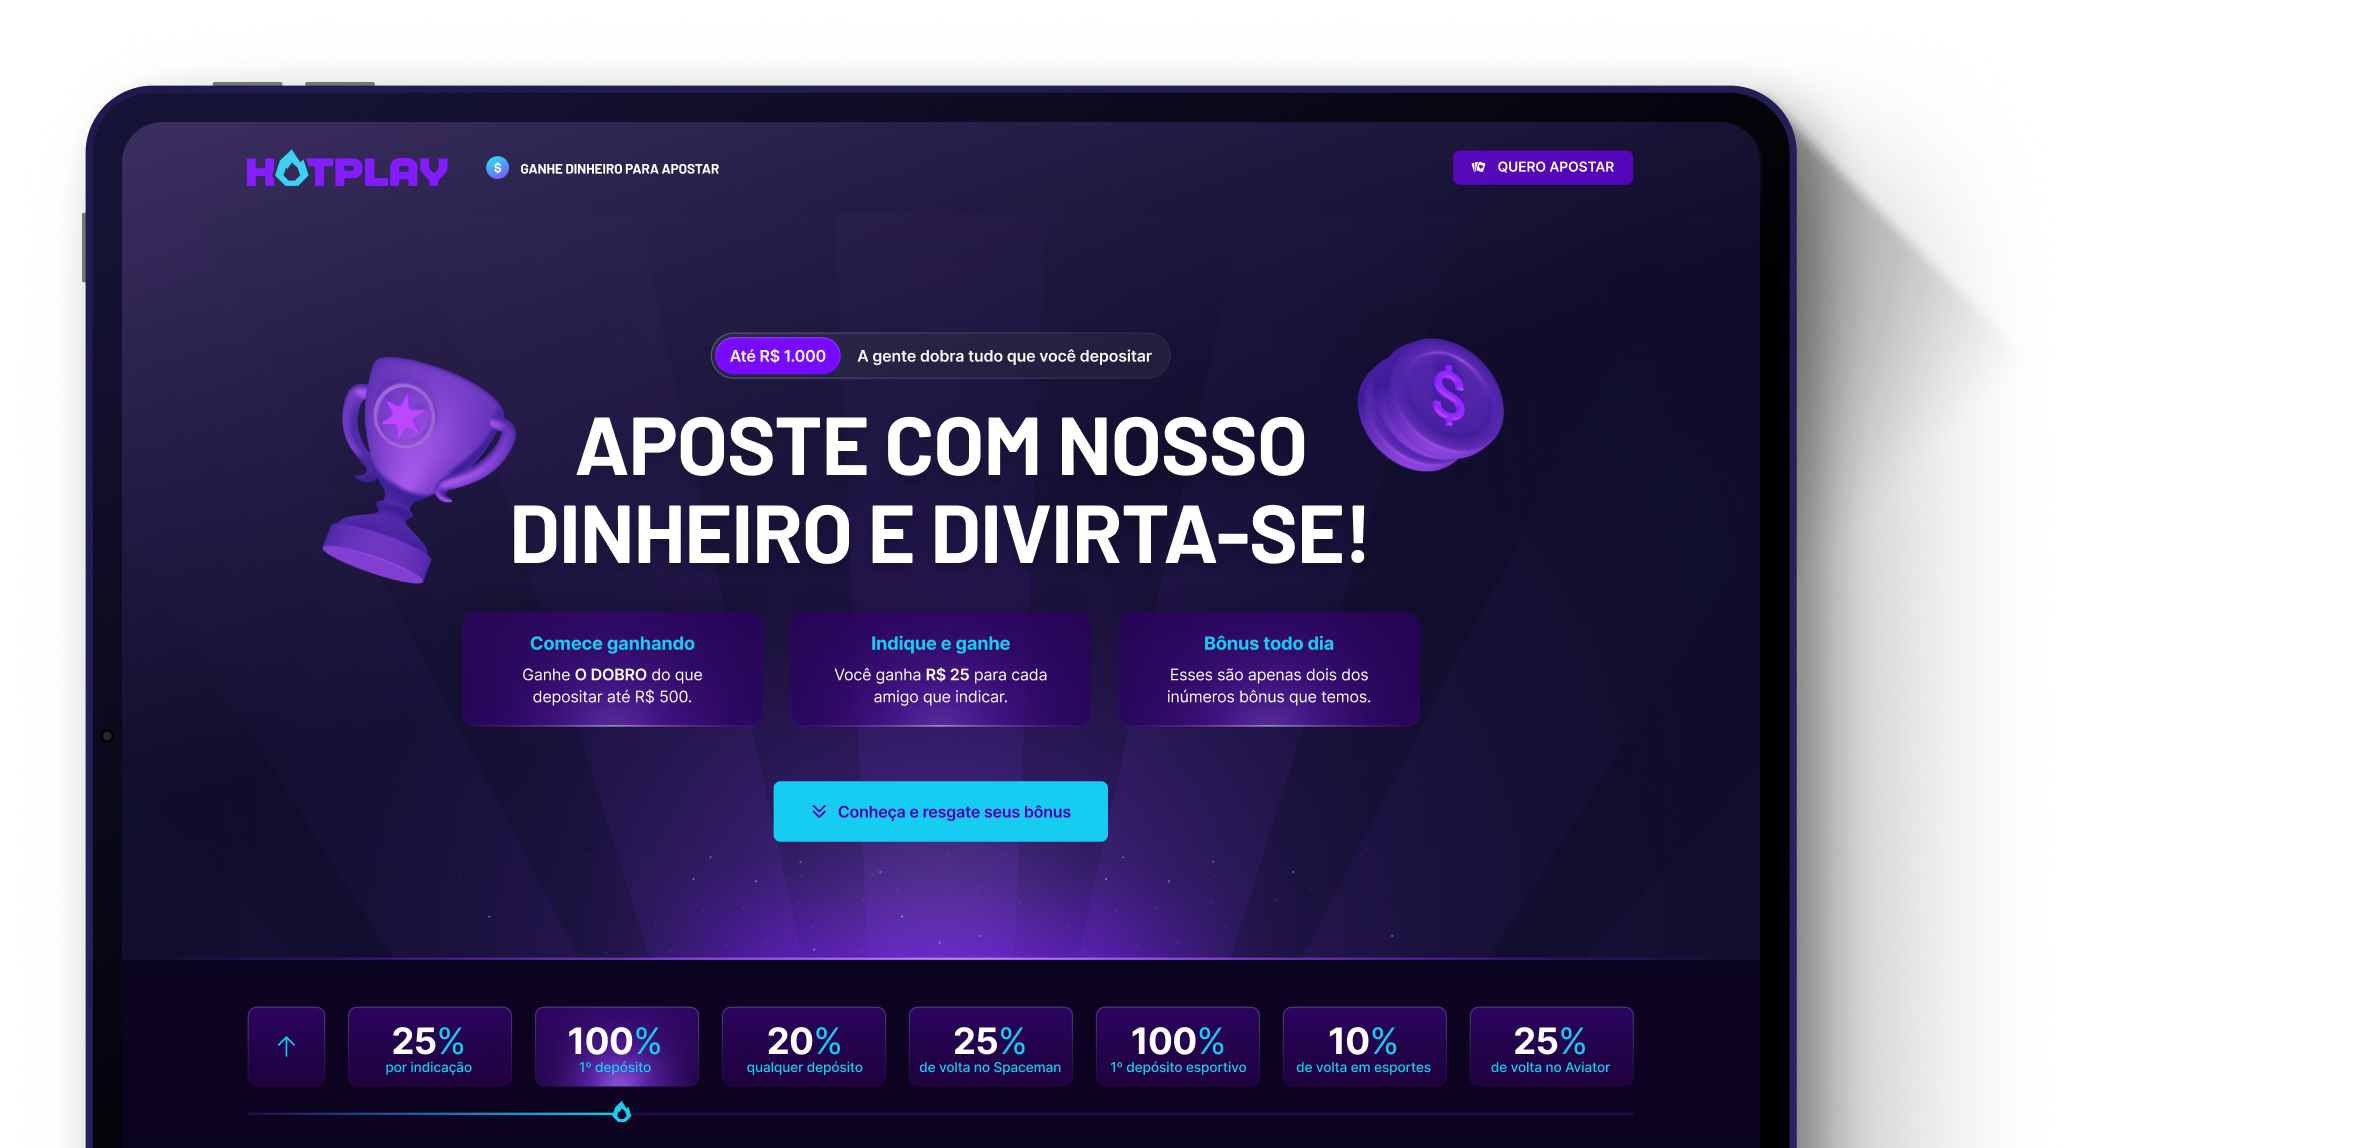 HOTPLAY
GANHE DINHEIRO PARA APOSTAR
QUERO APOSTAR
Até R$ 1.000 A gente dobra tudo que você depositar
APOSTE COM NOSSO
DINHEIRO E DIVIRTA-SE!
Comece ganhando
Ganhe O DOBRO do que
depositar até R$ 500.
Indique e ganhe
Você ganha R$ 25 para cada
amigo que indicar.
Bônus todo dia
Esses são apenas dois dos
inúmeros bônus que temos.
Conheça e resgate seus bônus
25%
por indicação
100%
1º depósito
20%
qualquer depósito
25%
de volta no Spaceman
100%
1º depósito esportivo
10%
de volta em esportes
25%
de volta no Aviator